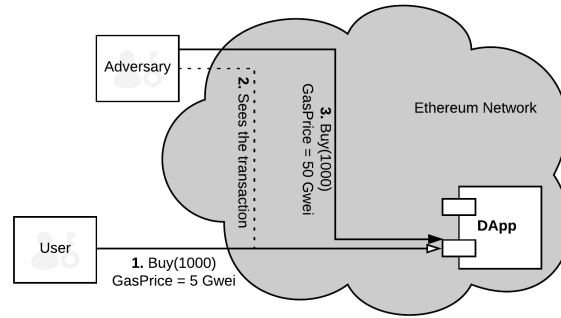 Adversary
2. Sees the transaction
3. Buy(1000)
GasPrice = 50 Gwei
Ethereum Network
DApp
User
1. Buy(1000)
GasPrice = 5 Gwei